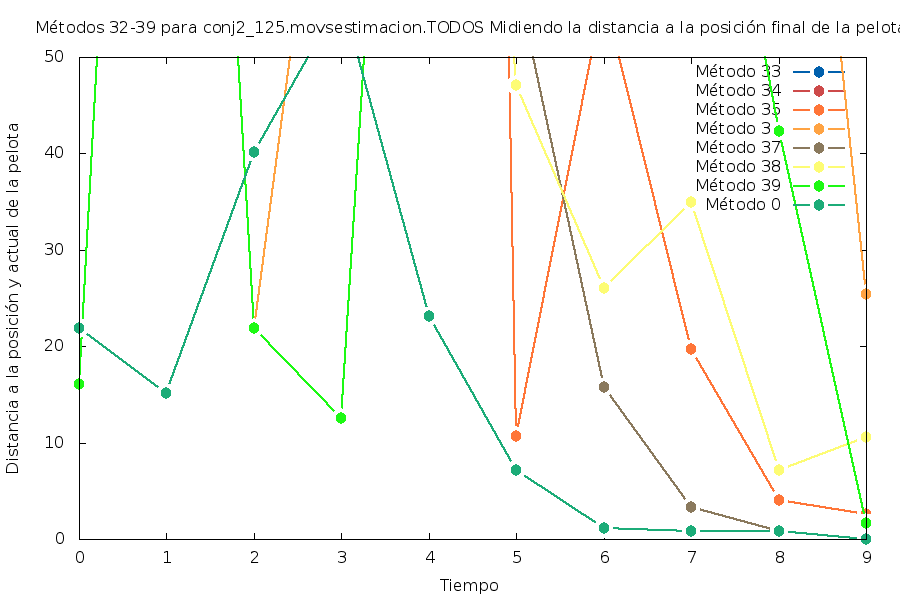 Métodos 32-39 para conj2_125.movsestimacion.TODOS Midiendo la distancia a la posición final de la pelota
Distancia a la posición y actual de la pelota
50
40
30
20
10
0
Método 33
Método 34
Método 35
Método 3
Método 37
Método 38
Método 39
Método 0
0 1 2 3 4 5 6 7 8 9
Tiempo